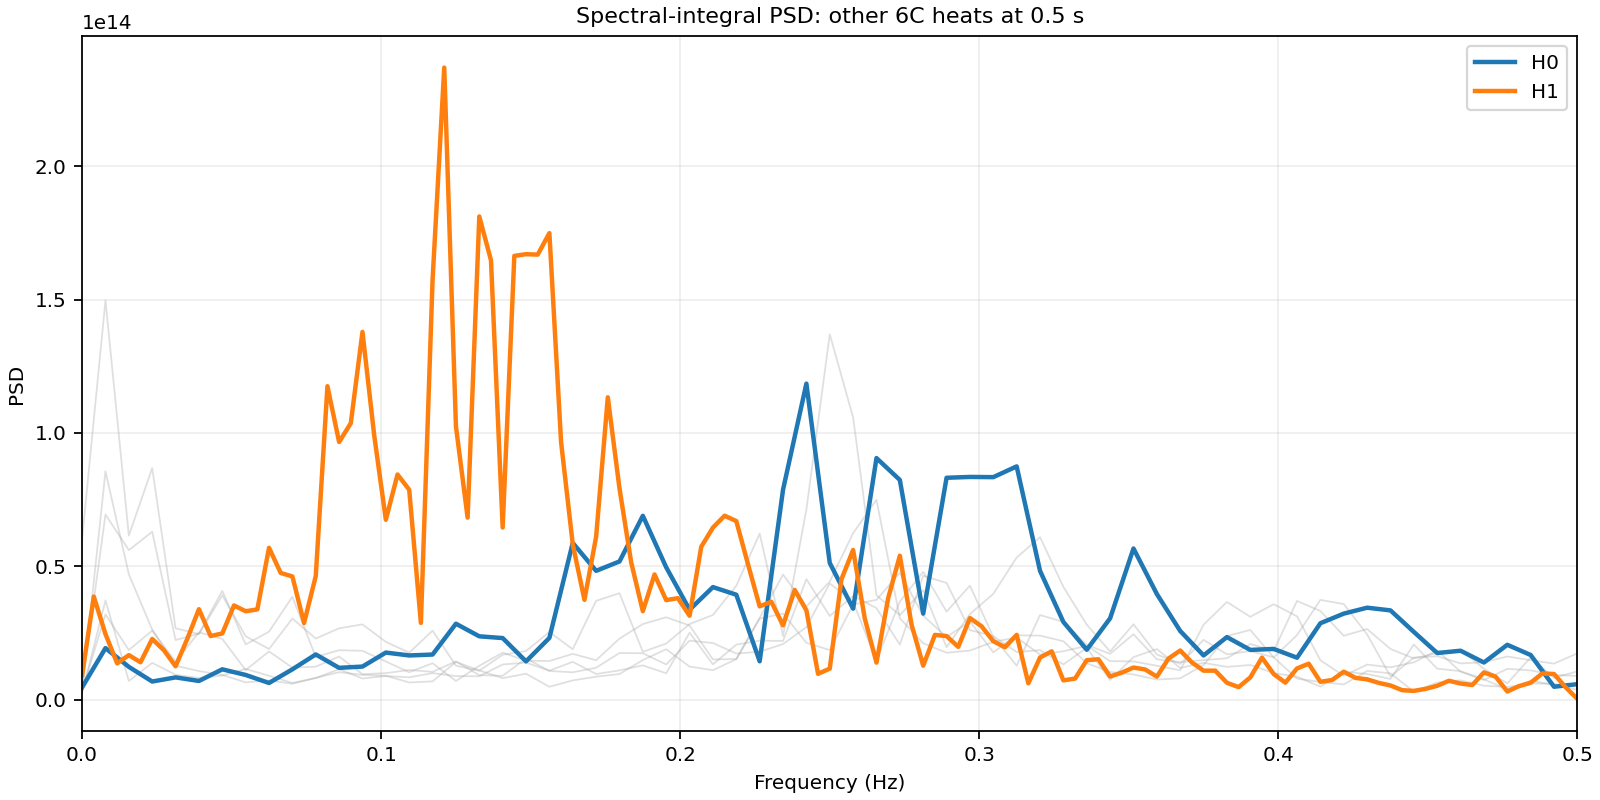 Spectral-integral PSD: other 6C heats at 0.5 s
1e14
H0
H1
2.0
1.5
1.0
0.5
0.0
PSD
0.0 0.1 0.2 0.3 0.4 0.5
Frequency (Hz)